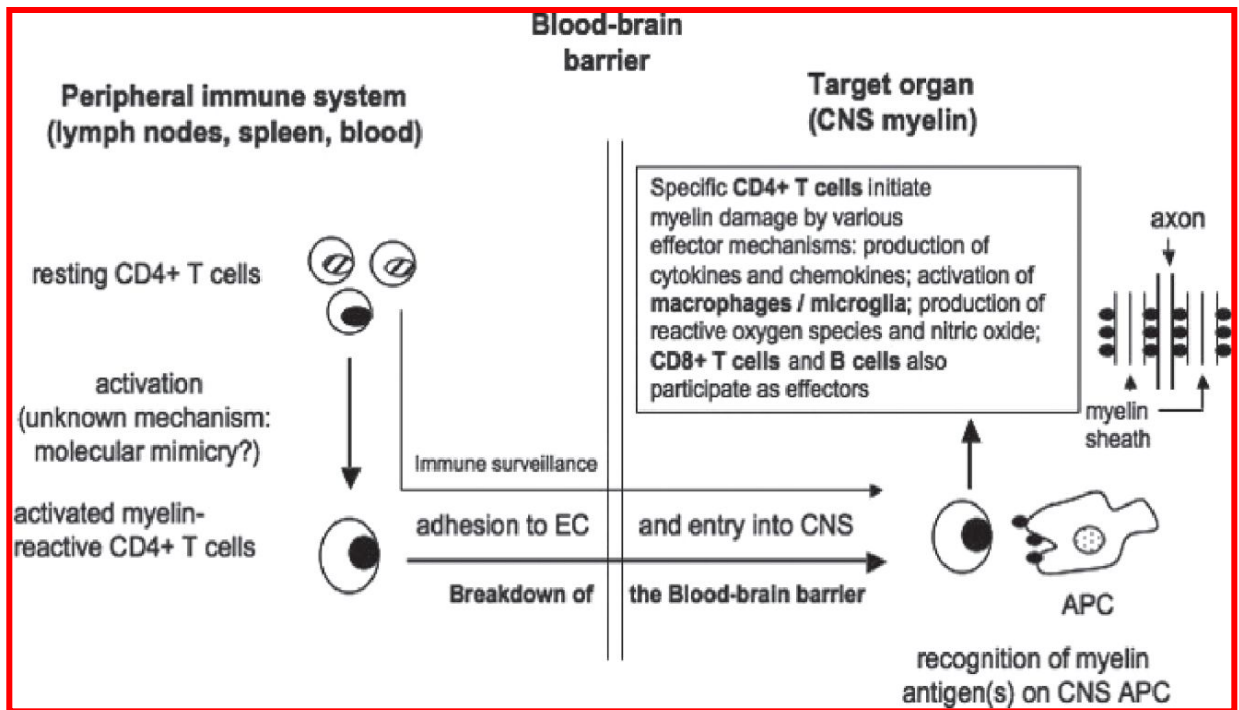 Blood-brain
barrier
Peripheral immune system
(lymph nodes, spleen, blood)
Target organ
(CNS myelin)
resting CD4+ T cells
Specific CD4+ T cells initiate
myelin damage by various
effector mechanisms: production of
cytokines and chemokines; activation of
macrophages / microglia; production of
reactive oxygen species and nitric oxide;
CD8+ T cells and B cells also
participate as effectors
axon
myelin
sheath
activation
(unknown mechanism:
molecular mimicry?)
Immune surveillance
activated myelin-
reactive CD4+ T cells
adhesion to EC
and entry into CNS
Breakdown of
the Blood-brain barrier
APC
recognition of myelin
antigen(s) on CNS APC